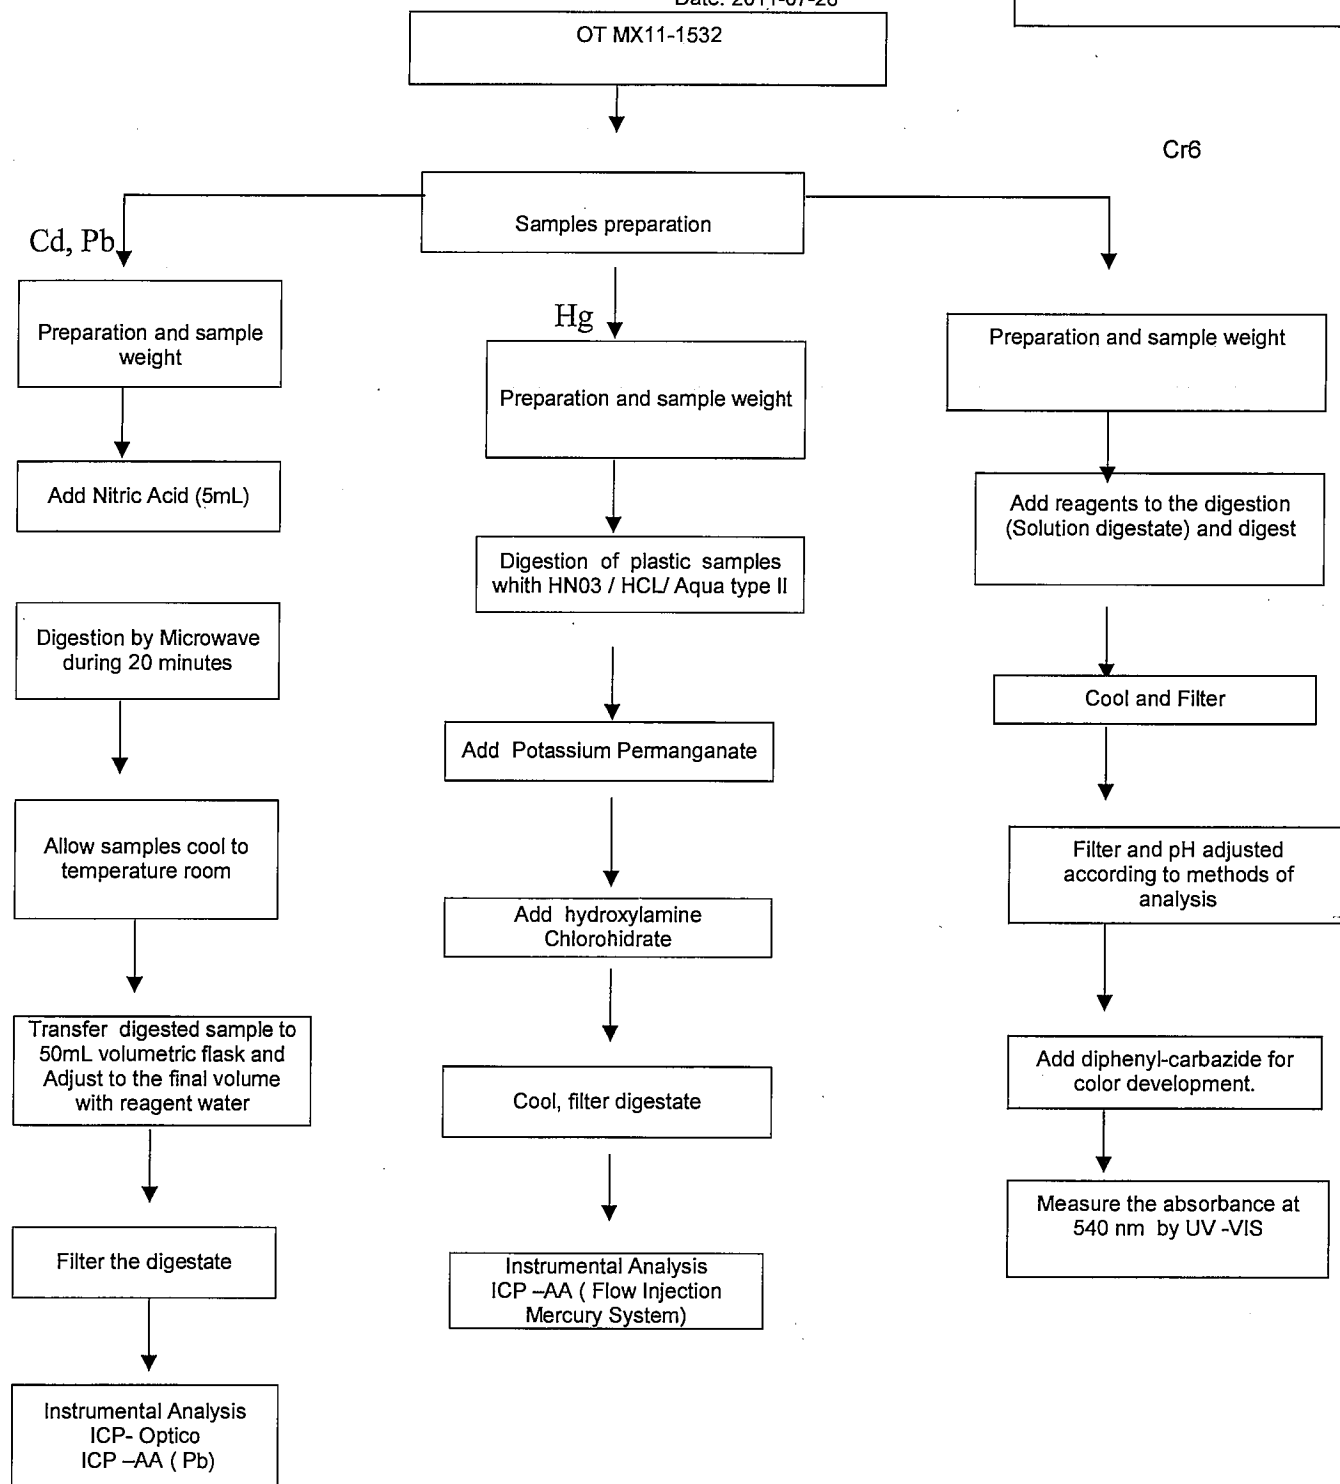 Date: 2011-07-28
OT MX11-1532
Cr6
Samples preparation
Cd, Pb
Preparation and sample
weight
Add Nitric Acid (5mL)
Digestion by Microwave
during 20 minutes
Allow samples cool to
temperature room
Transfer digested sample to
50mL volumetric flask and
Adjust to the final volume
with reagent water
Filter the digestate
Instrumental Analysis
ICP- Optico
ICP –AA ( Pb)
Hg
Preparation and sample weight
Digestion of plastic samples
whith HN03 / HCL/ Aqua type II
Add Potassium Permanganate
Add hydroxylamine
Chlorohidrate
Cool, filter digestate
Instrumental Analysis
ICP –AA ( Flow Injection
Mercury System)
Preparation and sample weight
Add reagents to the digestion
(Solution digestate) and digest
Cool and Filter
Filter and pH adjusted
according to methods of
analysis
Add diphenyl-carbazide for
color development.
Measure the absorbance at
540 nm by UV -VIS